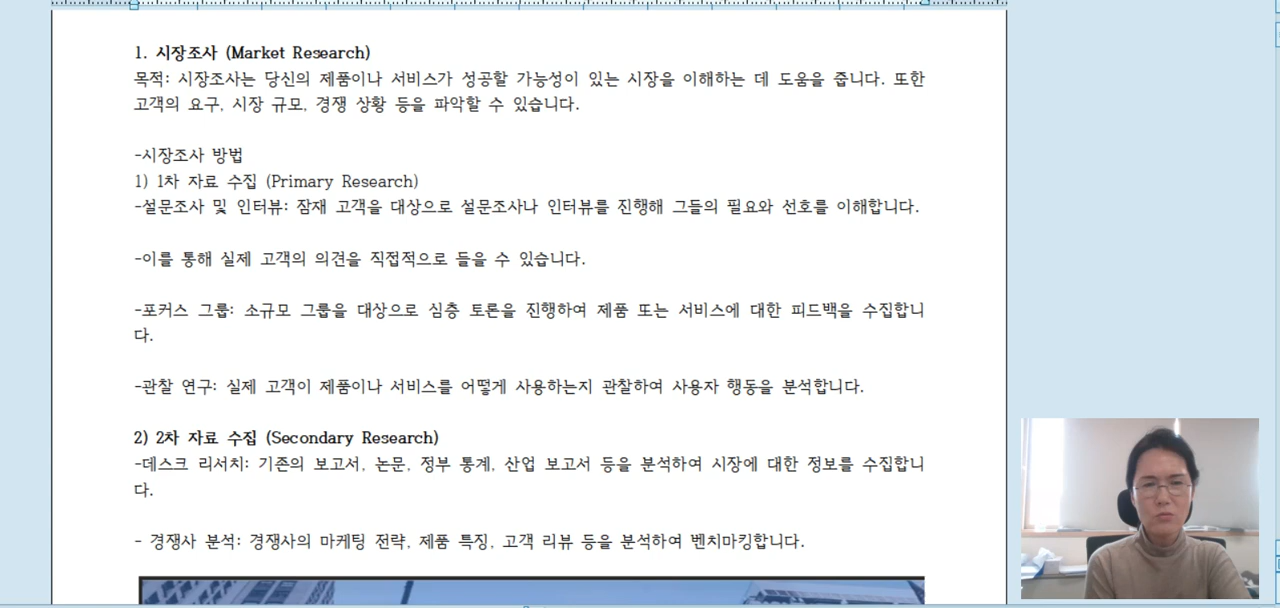 1. 시장조사 (Market Research)
목적: 시장조사는 당신의 제품이나 서비스가 성공할 가능성이 있는 시장을 이해하는 데 도움을 줍니다. 또한
고객의 요구, 시장 규모, 경쟁 상황 등을 파악할 수 있습니다.
-시장조사 방법
1) 1차 자료 수집 (Primary Research)
-설문조사 및 인터뷰: 잠재 고객을 대상으로 설문조사나 인터뷰를 진행해 그들의 필요와 선호를 이해합니다.
-이를 통해 실제 고객의 의견을 직접적으로 들을 수 있습니다.
-포커스 그룹: 소규모 그룹을 대상으로 심층 토론을 진행하여 제품 또는 서비스에 대한 피드백을 수집합니
다.
-관찰 연구: 실제 고객이 제품이나 서비스를 어떻게 사용하는지 관찰하여 사용자 행동을 분석합니다.
2) 2차 자료 수집 (Secondary Research)
-데스크 리서치: 기존의 보고서, 논문, 정부 통계, 산업 보고서 등을 분석하여 시장에 대한 정보를 수집합니
다.
- 경쟁사 분석: 경쟁사의 마케팅 전략, 제품 특징, 고객 리뷰 등을 분석하여 벤치마킹합니다.